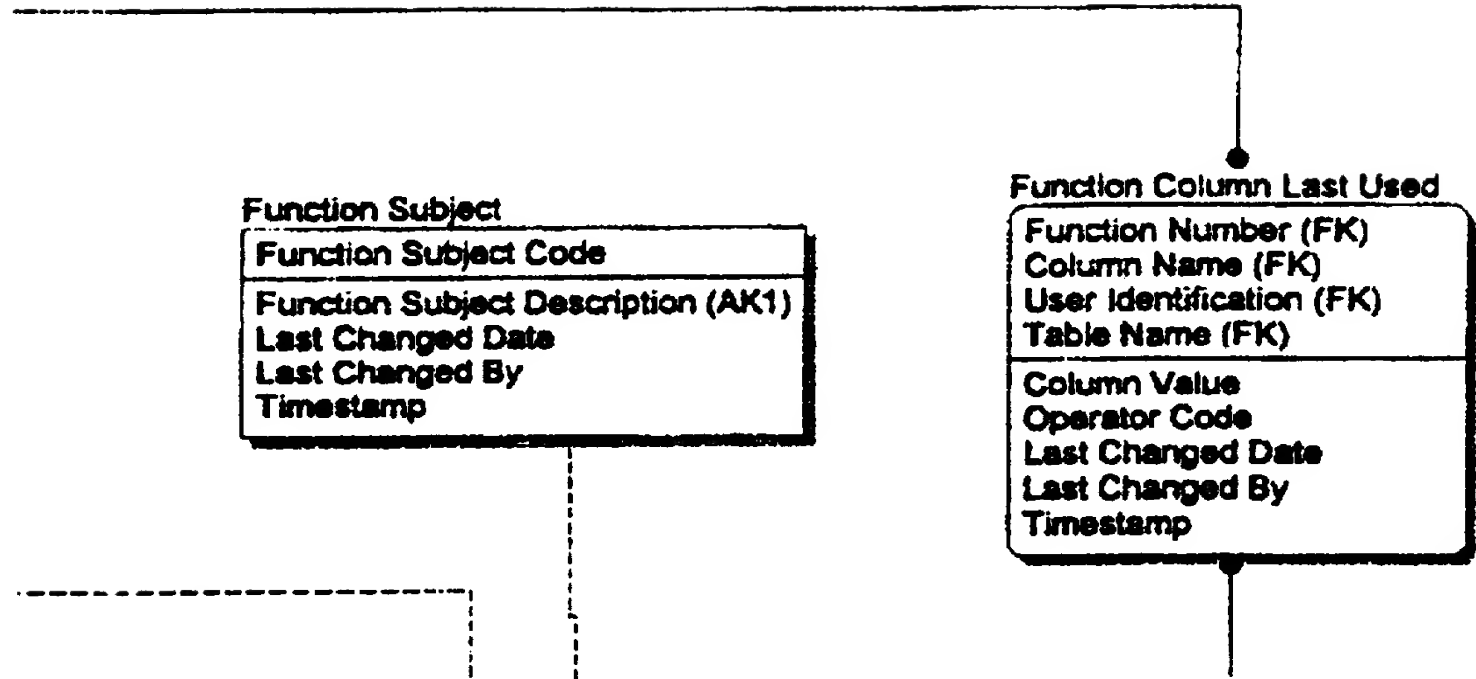 Function Subject
Function Subject Code
Function Subject Description (AK1)
Last Changed Date
Last Changed By
Timestamp
Function Column Last Used
Function Number (FK)
Column Name (FK)
User Identification (FK)
Table Name (FK)
Column Value
Operator Code
Last Changed Date
Last Changed By
Timestamp